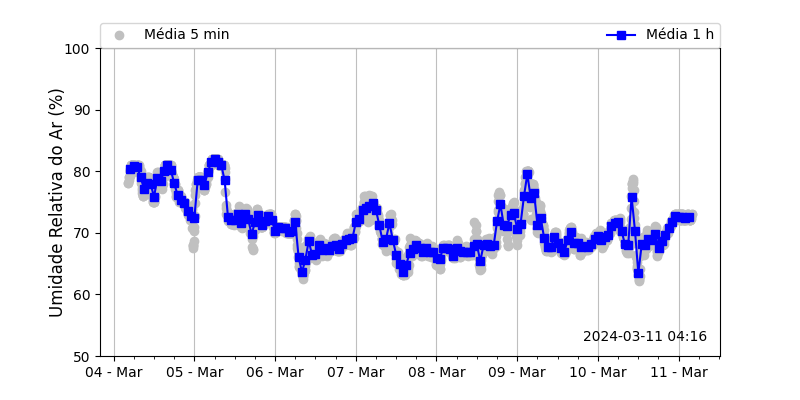 Média 5 min Média 1 h
Umidade Relativa do Ar (%)
100
90
80
70
60
50
2024-03-11 04:16
04 - Mar 05 - Mar 06 - Mar 07 - Mar 08 - Mar 09 - Mar 10 - Mar 11 - Mar